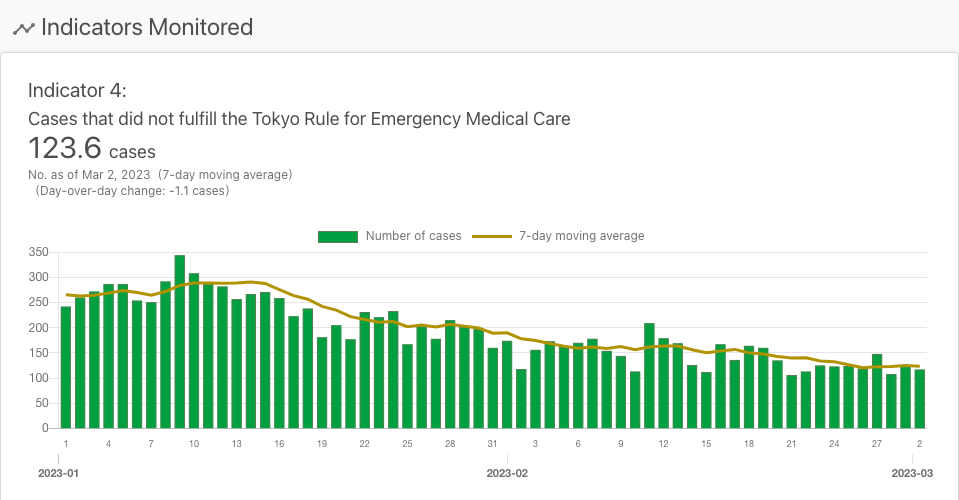 Indicators Monitored
Indicator 4:
Cases that did not fulfill the Tokyo Rule for Emergency Medical Care
123.6 cases
No. as of Mar 2, 2023 (7-day moving average)
(Day-over-day change: -1.1 cases)
Number of cases 7-day moving average
350
300
250
200
150
100
50
0
1 4 7 10 13 16 19 22 25 28 31 3 6 9 12 15 18 21 24 27 2
2023-01 2023-02 2023-03